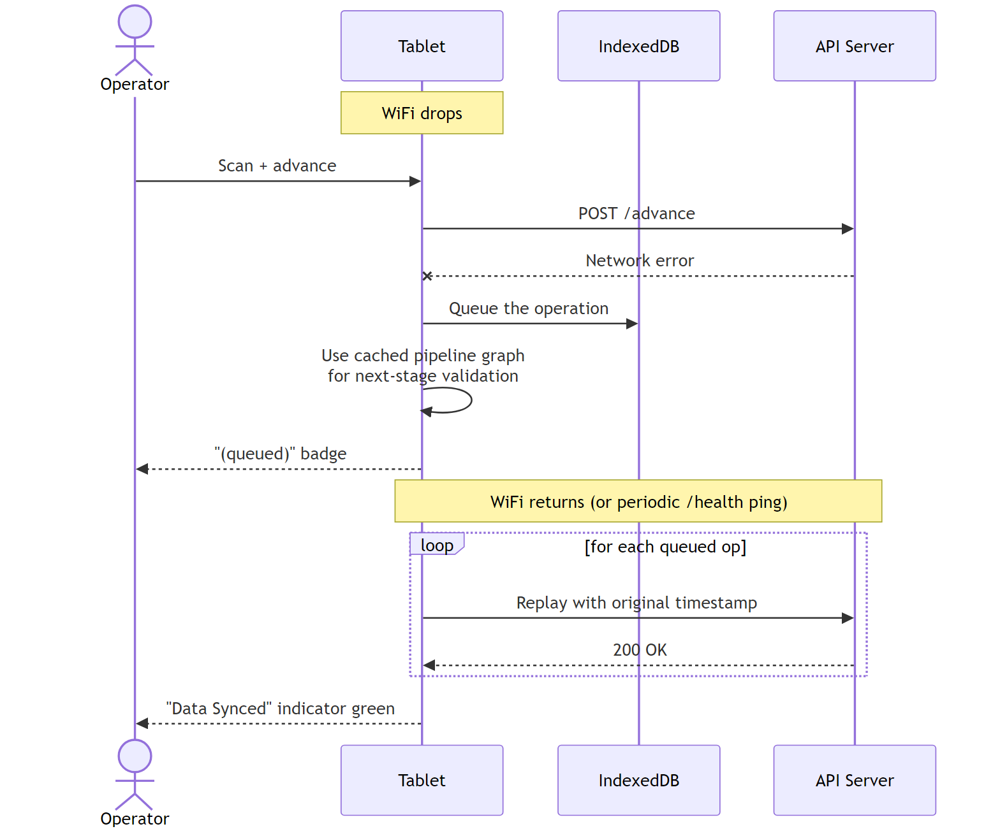 Operator
Tablet
IndexedDB
API Server
WiFi drops
Scan + advance
POST /advance
Network error
Queue the operation
Use cached pipeline graph
for next-stage validation
"(queued)" badge
WiFi returns (or periodic /health ping)
loop
[for each queued op]
Replay with original timestamp
200 OK
"Data Synced" indicator green
Operator
Tablet
IndexedDB
API Server